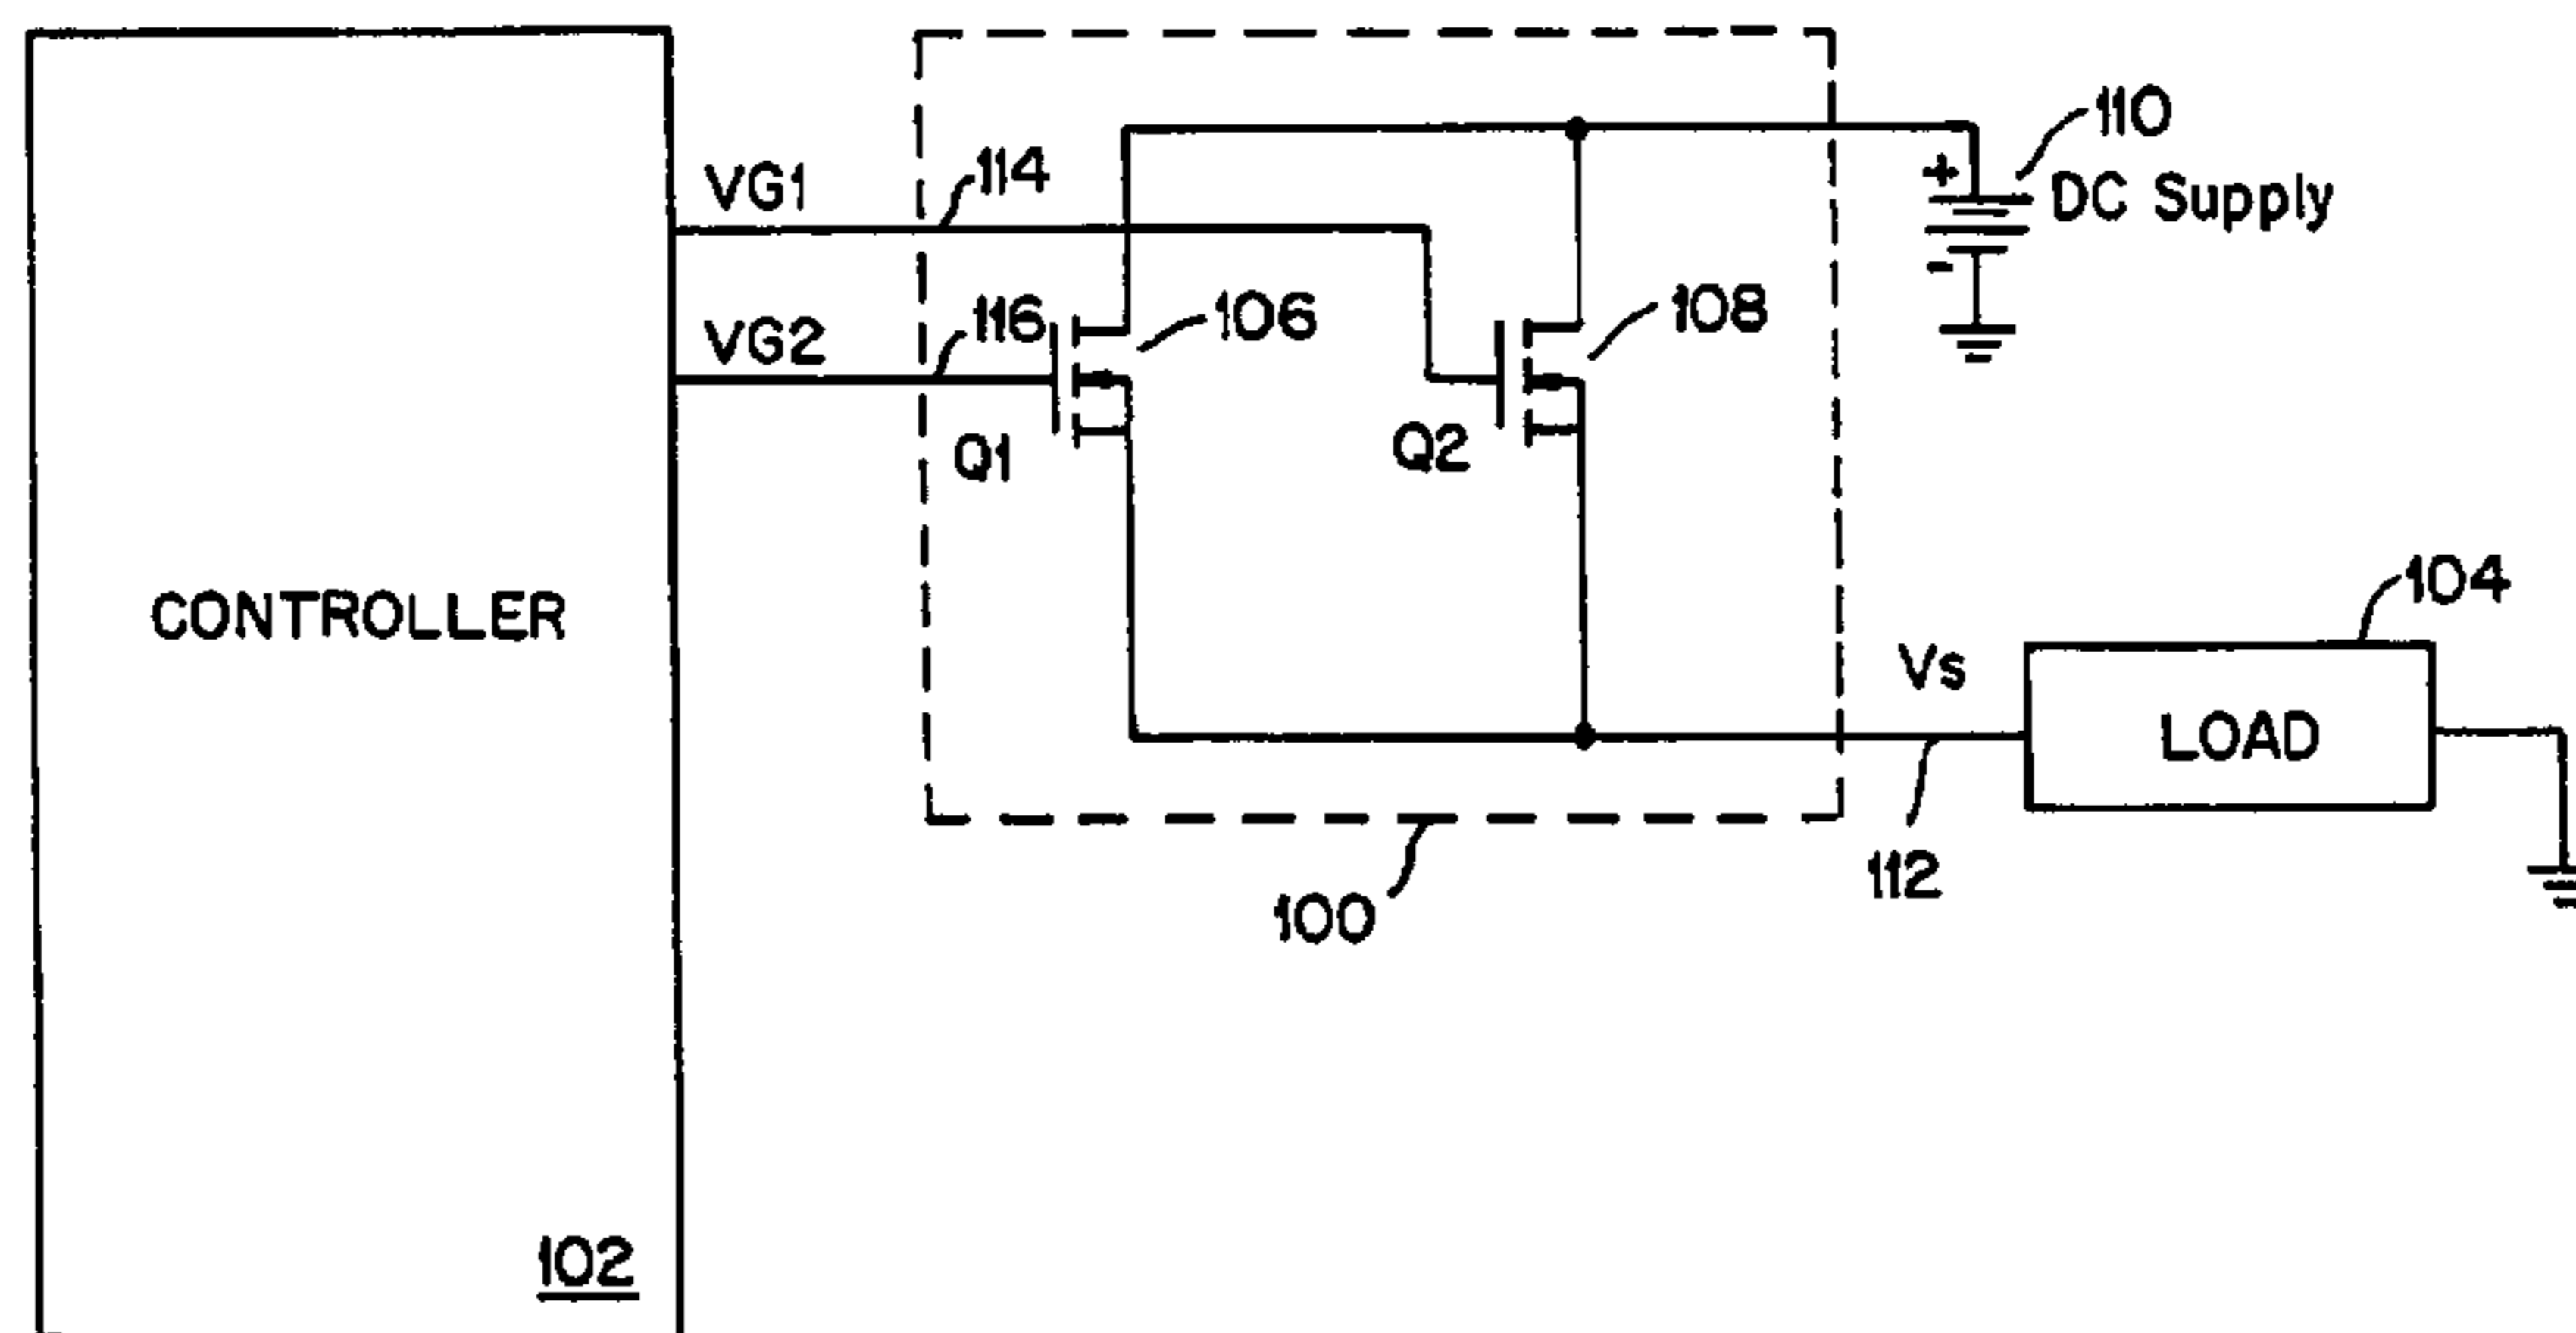 110
+
DC Supply
-
VG1
114
VG2
116
106
108
Q1
Q2
CONTROLLER
104
Vs
LOAD
112
100
102